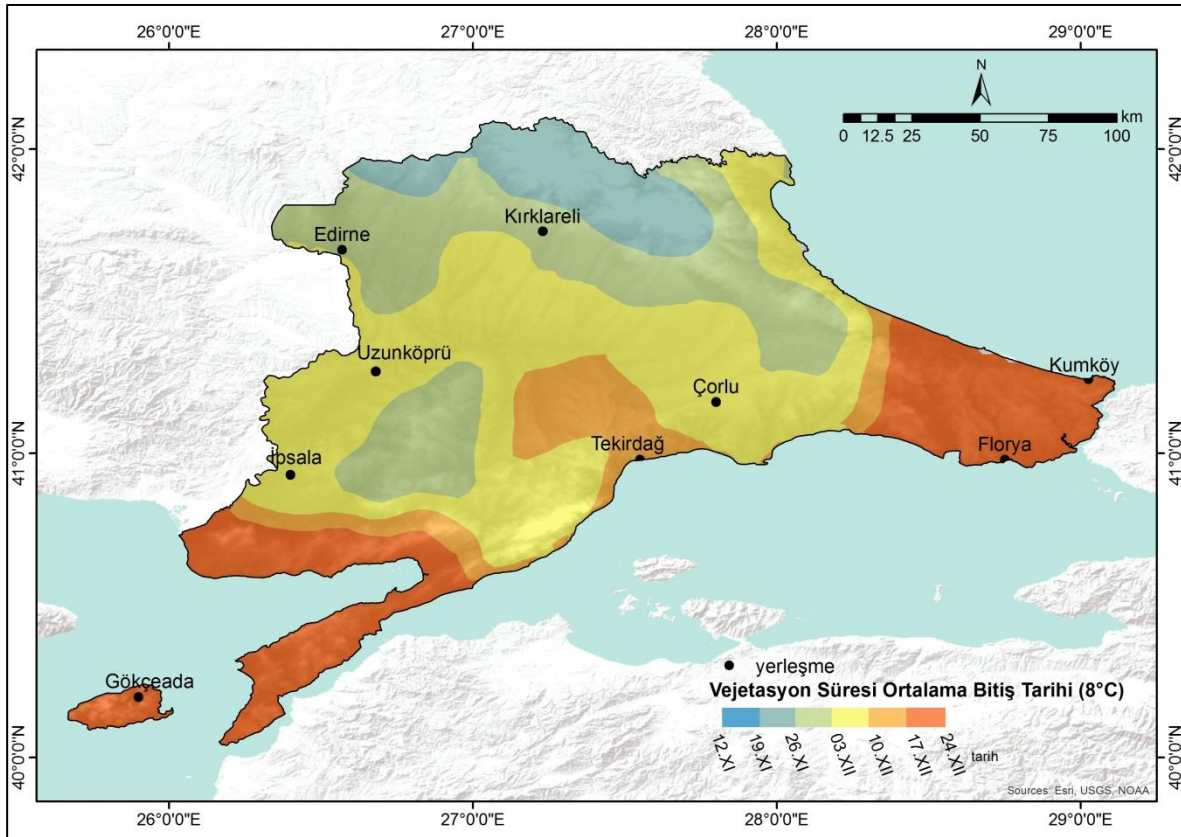 26°0'0"E 27°0'0"E 28°0'0"E 29°0'0"E
N
km
0 12.5 25 50 75 100
42°0'0"N 42°0'0"N
Kırklareli
Edirne
Uzunköprü
Kumköy
Çorlu
Tekirdağ Florya
41°0'0"N 41°0'0"N
İpsala
yerleşme
Gökçeada
Vejetasyon Süresi Ortalama Bitiş Tarihi (8°C)
12.XI 19.XI 26.XI 03.XII 10.XII 17.XII 24.XII tarih
40°0'0"N 40°0'0"N
Sources: Esri, USGS, NOAA
26°0'0"E 27°0'0"E 28°0'0"E 29°0'0"E